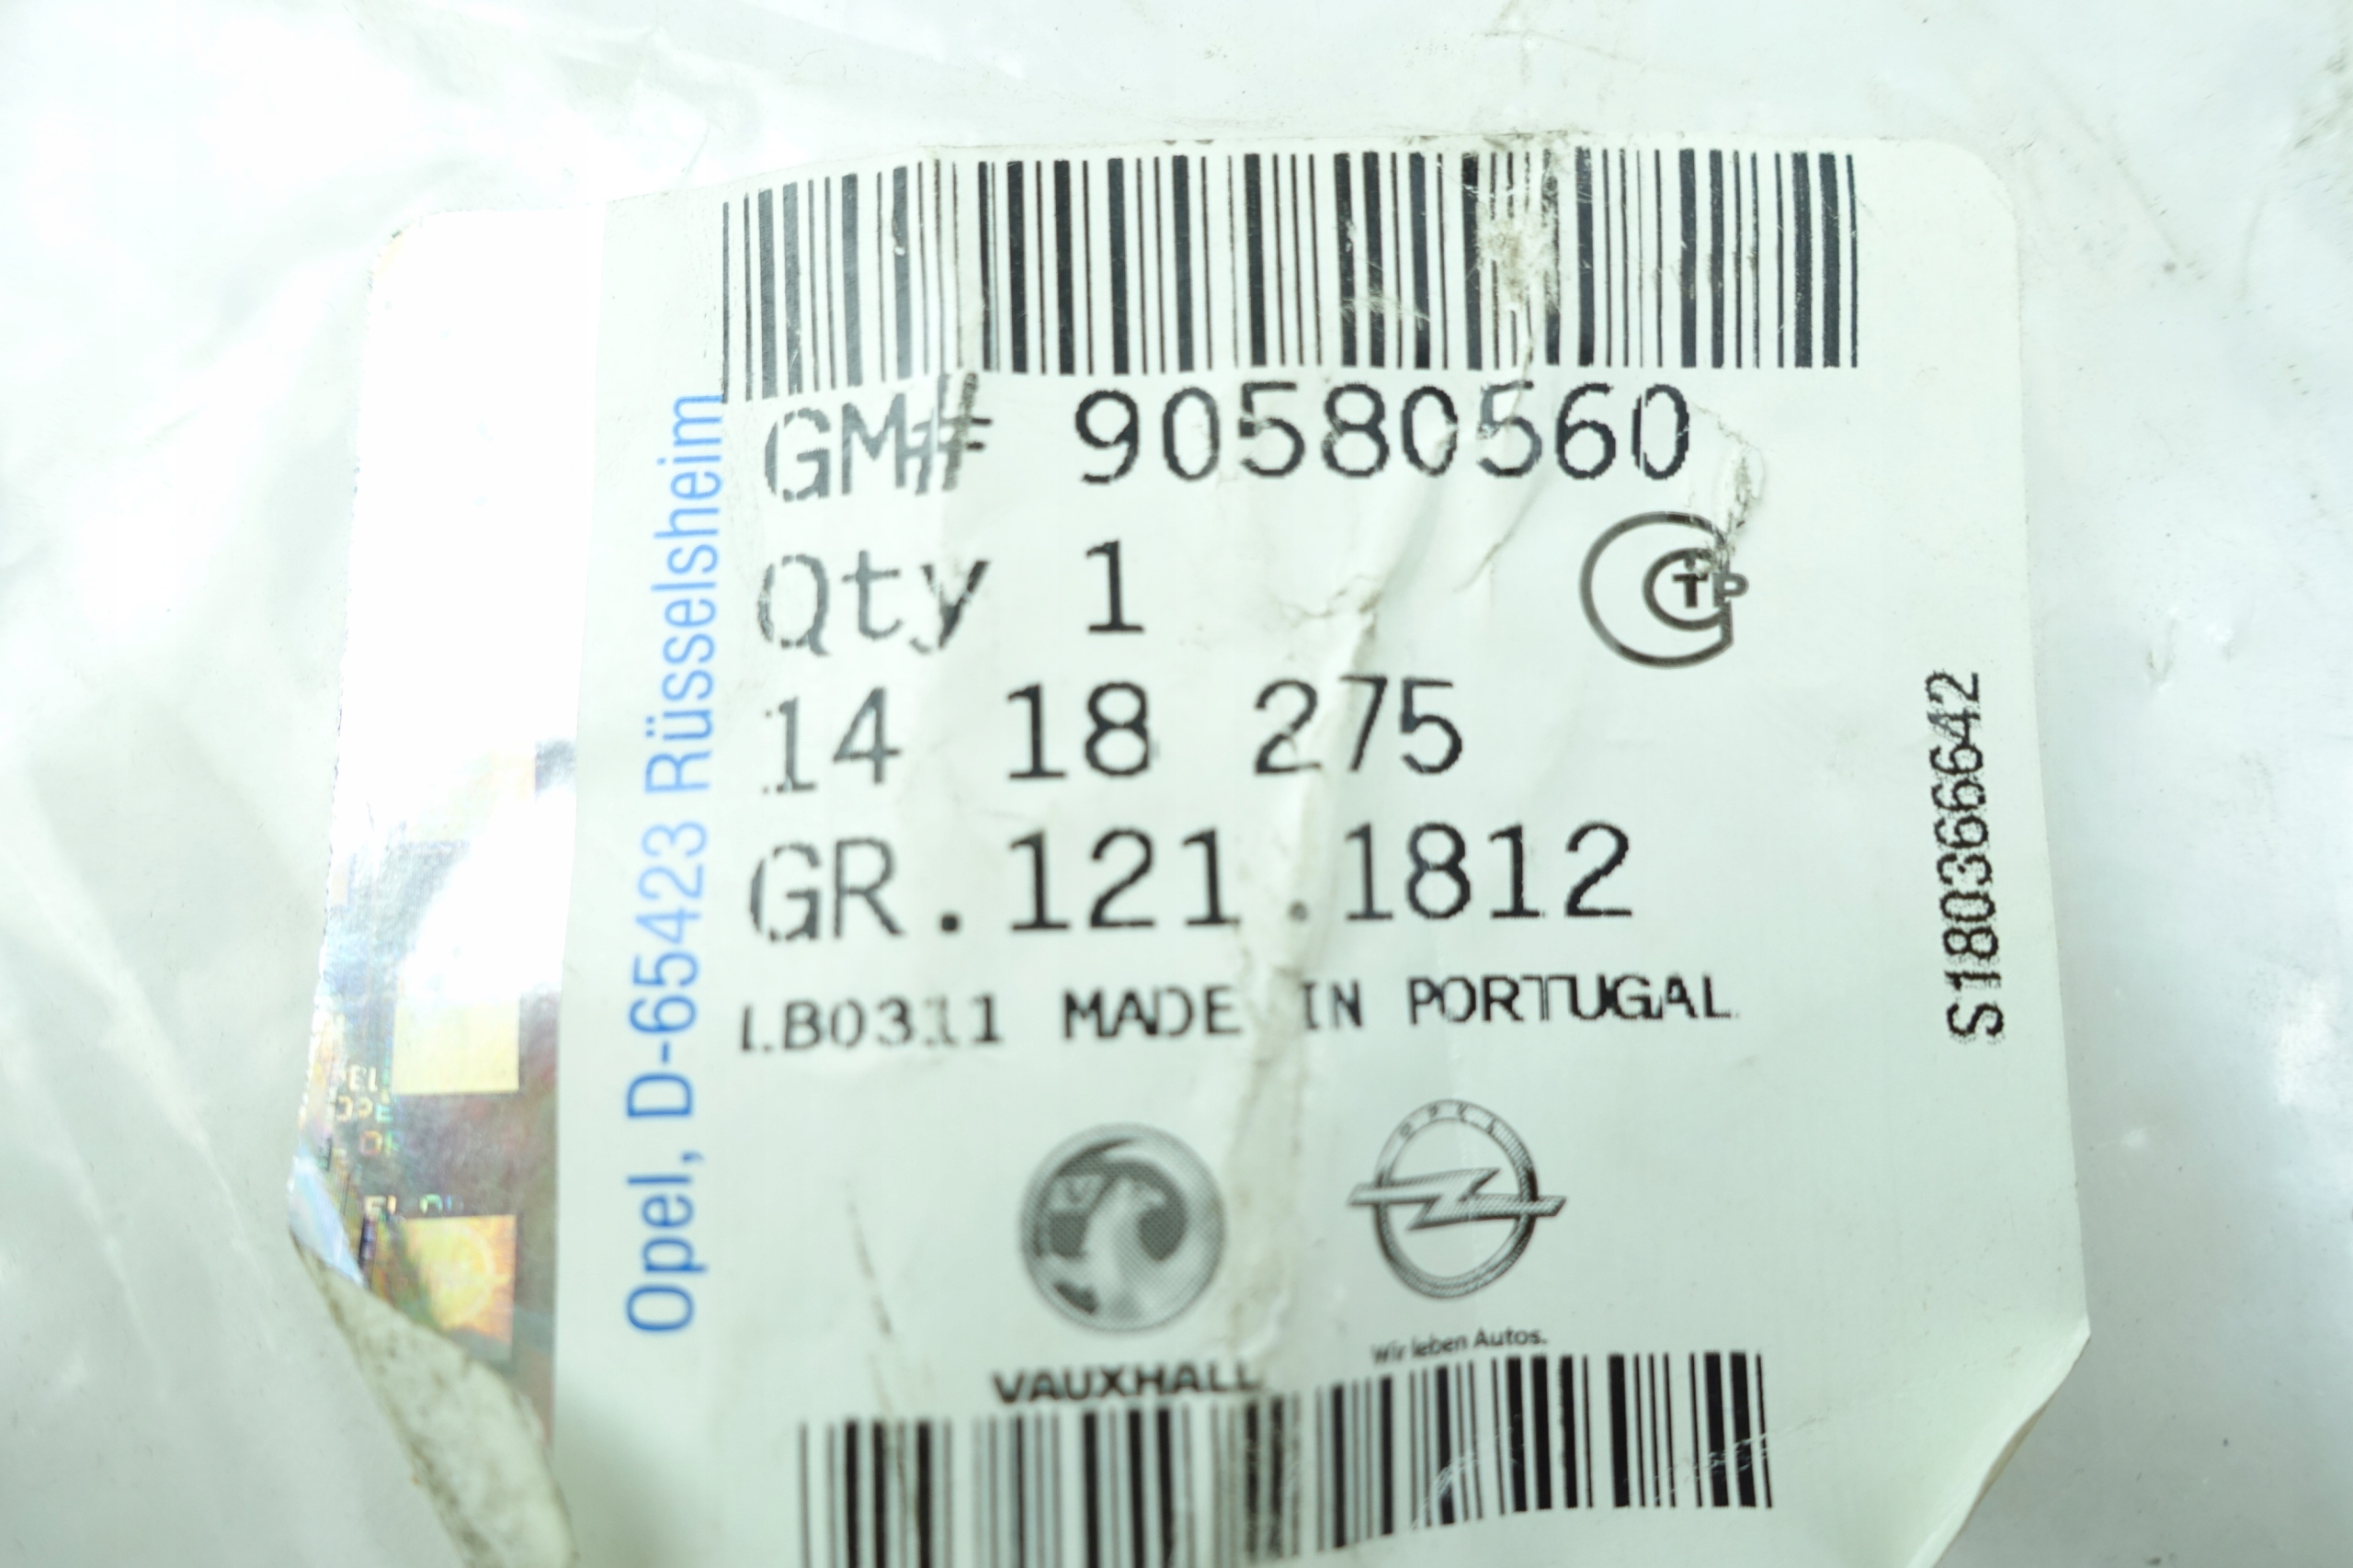 GM# 90580560
Qty 1
14 18 275
GR.121.1812
LB0311 MADE IN PORTUGAL
VAUXHALL
OPEL
Wir leben Autos.
Opel, D-65423 Rüsselsheim
S180366642